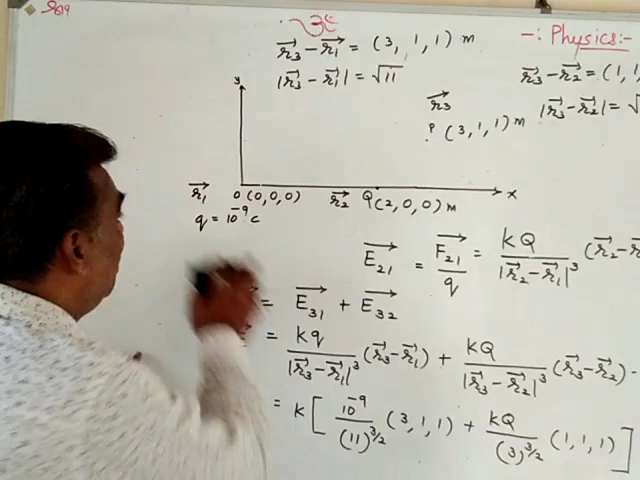 ॐ
-: Physics:-
r⃗₃ - r⃗₁ = (3, 1, 1) m
|r⃗₃ - r⃗₁| = √11
r⃗₃ - r⃗₂ = (1, 1,
|r⃗₃ - r⃗₂| = √
y
r⃗₃
P (3, 1, 1) m
r⃗₁ O (0, 0, 0) r⃗₂ Q (2, 0, 0) m x
q = 10⁻⁹ c
E⃗₂₁ = F⃗₂₁/q = KQ/|r⃗₂ - r⃗₁|³ (r⃗₂ - r⃗
= E⃗₃₁ + E⃗₃₂
= Kq/|r⃗₃ - r⃗₁|³ (r⃗₃ - r⃗₁) + KQ/|r⃗₃ - r⃗₂|³ (r⃗₃ - r⃗₂) -
= K [ 10⁻⁹/(11)^3/2 (3, 1, 1) + KQ/(3)^3/2 (1, 1, 1) ]